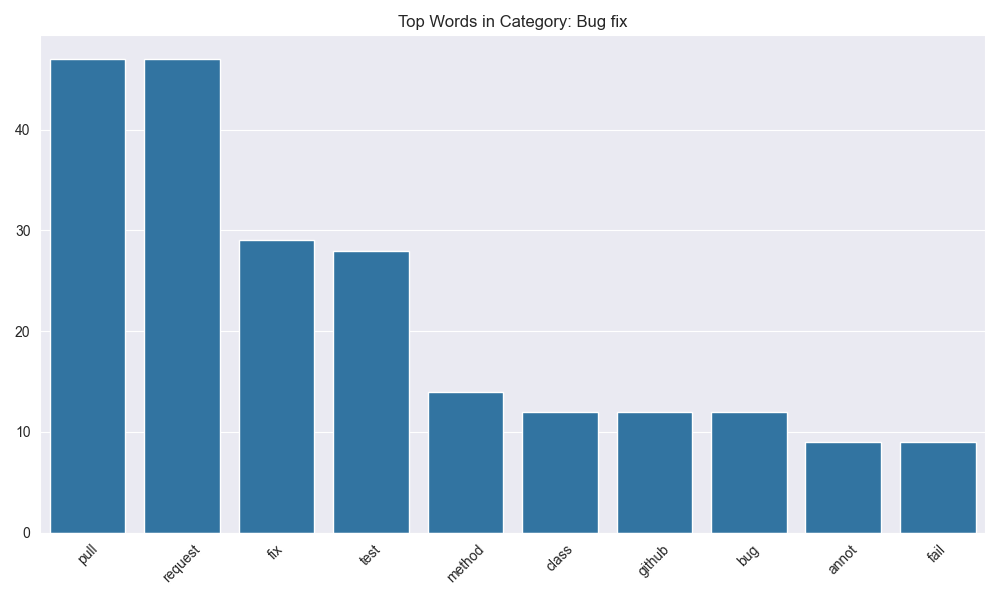 Top Words in Category: Bug fix
40
30
20
10
0
pull
request
fix
test
method
class
github
bug
annot
fail